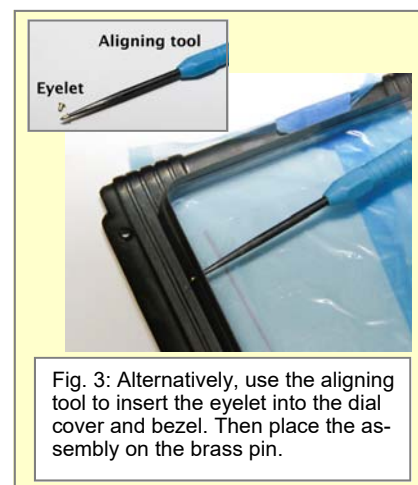 Aligning tool
Eyelet
Fig. 3: Alternatively, use the aligning
tool to insert the eyelet into the dial
cover and bezel. Then place the as-
sembly on the brass pin.